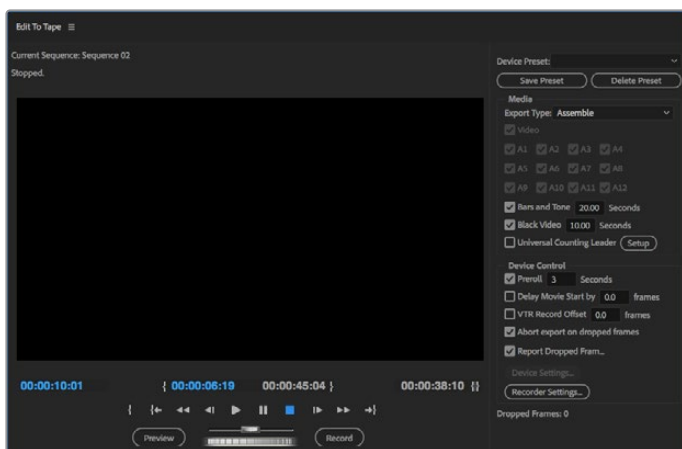 Edit To Tape
Current Sequence: Sequence 02
Stopped.
Device Preset:
Save Preset Delete Preset
Media
Export Type: Assemble
Video
A1 A2 A3 A4
A5 A6 A7 A8
A9 A10 A11 A12
Bars and Tone 20.00 Seconds
Black Video 10.00 Seconds
Universal Counting Leader Setup
Device Control
Preroll 3 Seconds
Delay Movie Start by 0.0 frames
VTR Record Offset 0.0 frames
Abort export on dropped frames
Report Dropped Fram...
Device Settings...
Recorder Settings...
Dropped Frames: 0
00:00:10:01 { 00:00:06:19 00:00:45:04 } 00:00:38:10 {}
Preview Record